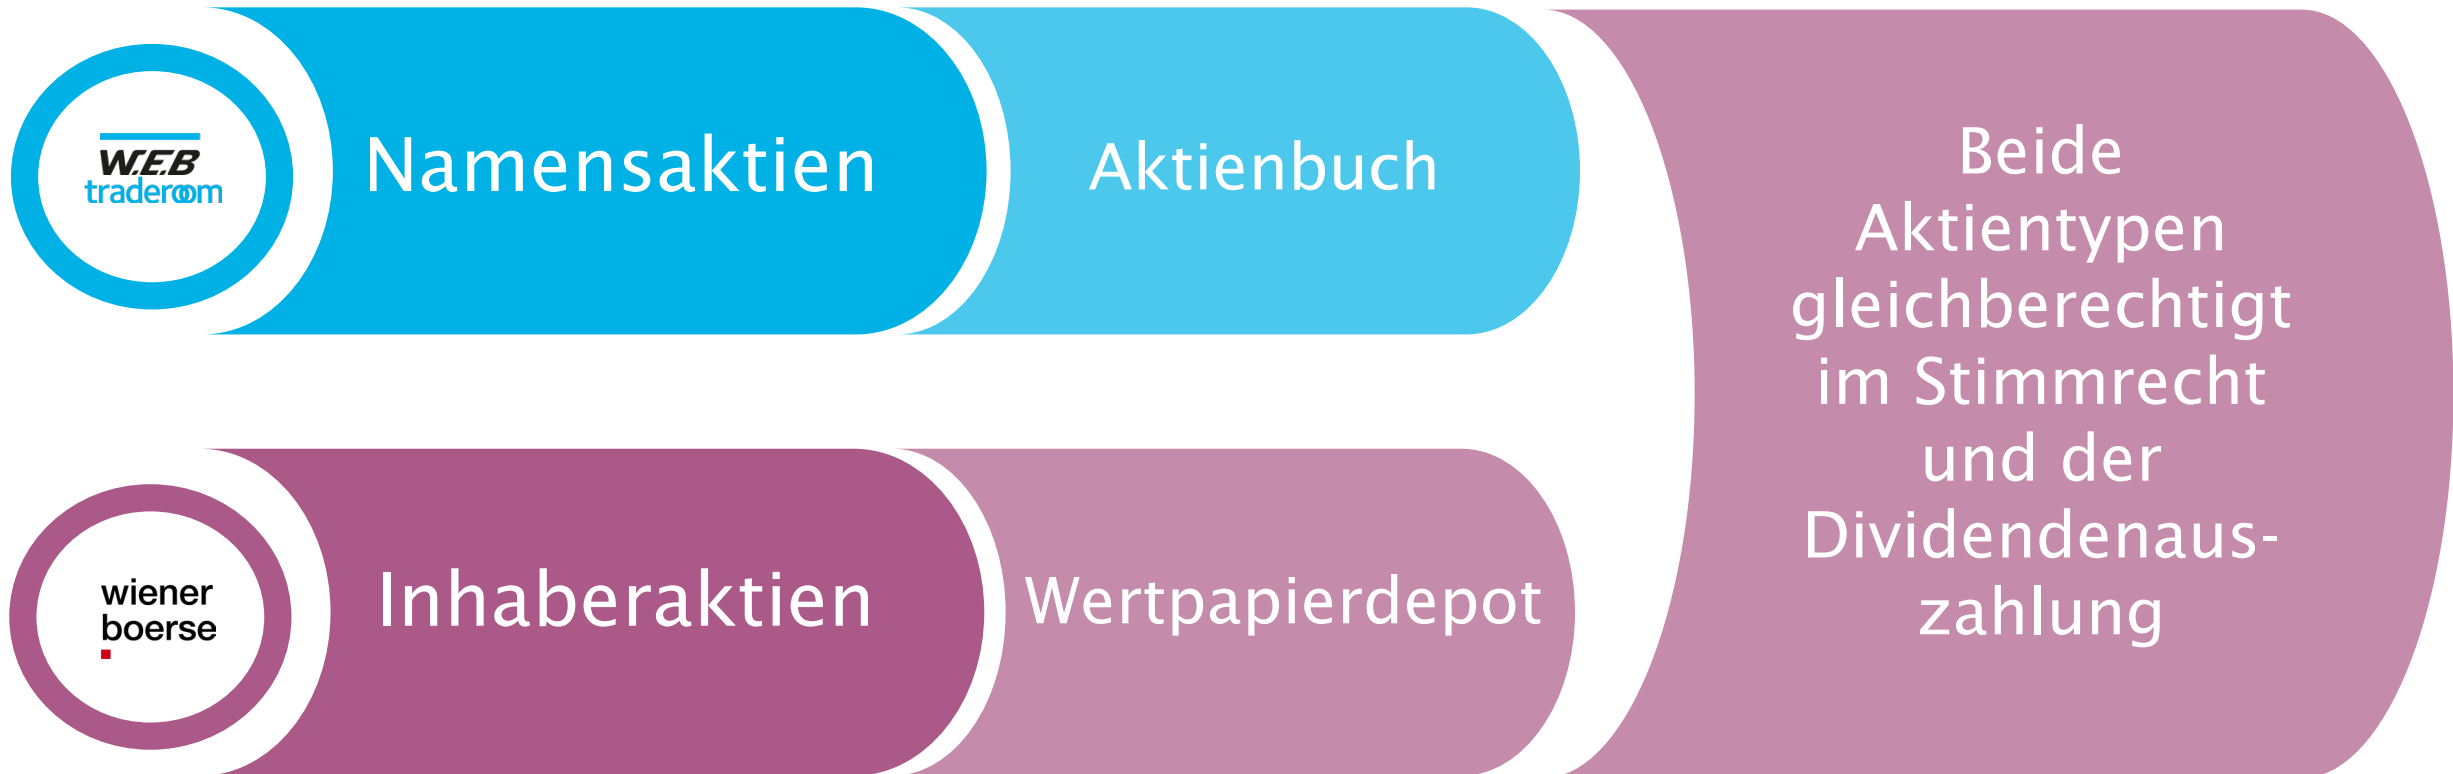 W.E.B
traderoom
Namensaktien
Aktienbuch
wiener
boerse
Inhaberaktien
Wertpapierdepot
Beide
Aktientypen
gleichberechtigt
im Stimmrecht
und der
Dividendenaus-
zahlung